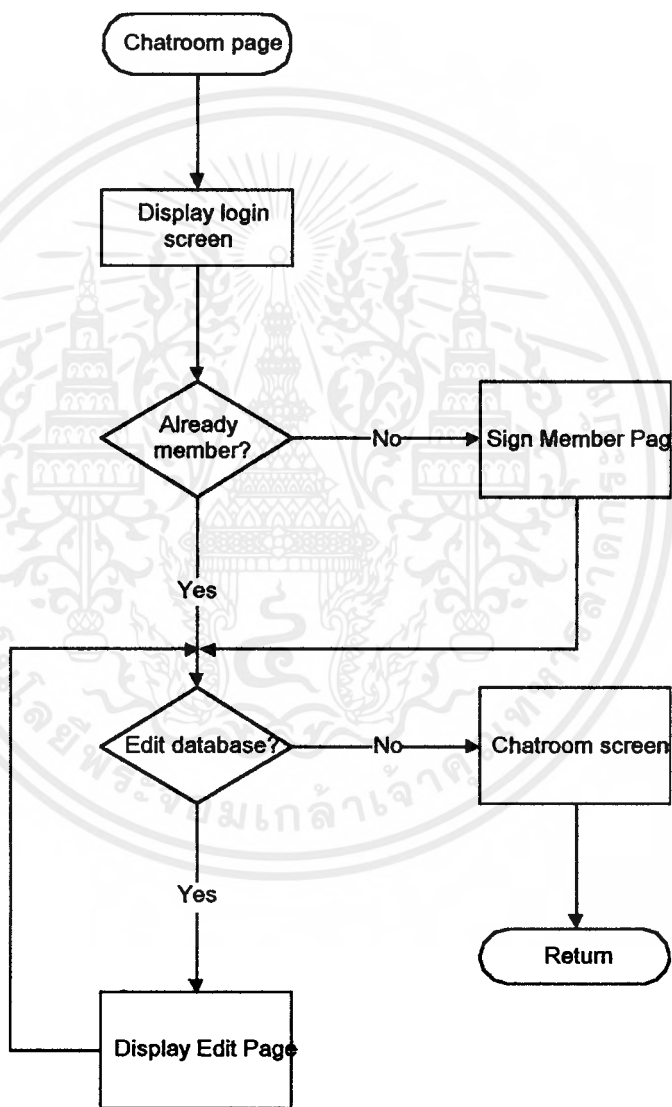 Chatroom page
Display login
screen
Already
member?
No
Sign Member Pag
Yes
Edit database?
No
Chatroom screen
Yes
Return
Display Edit Page